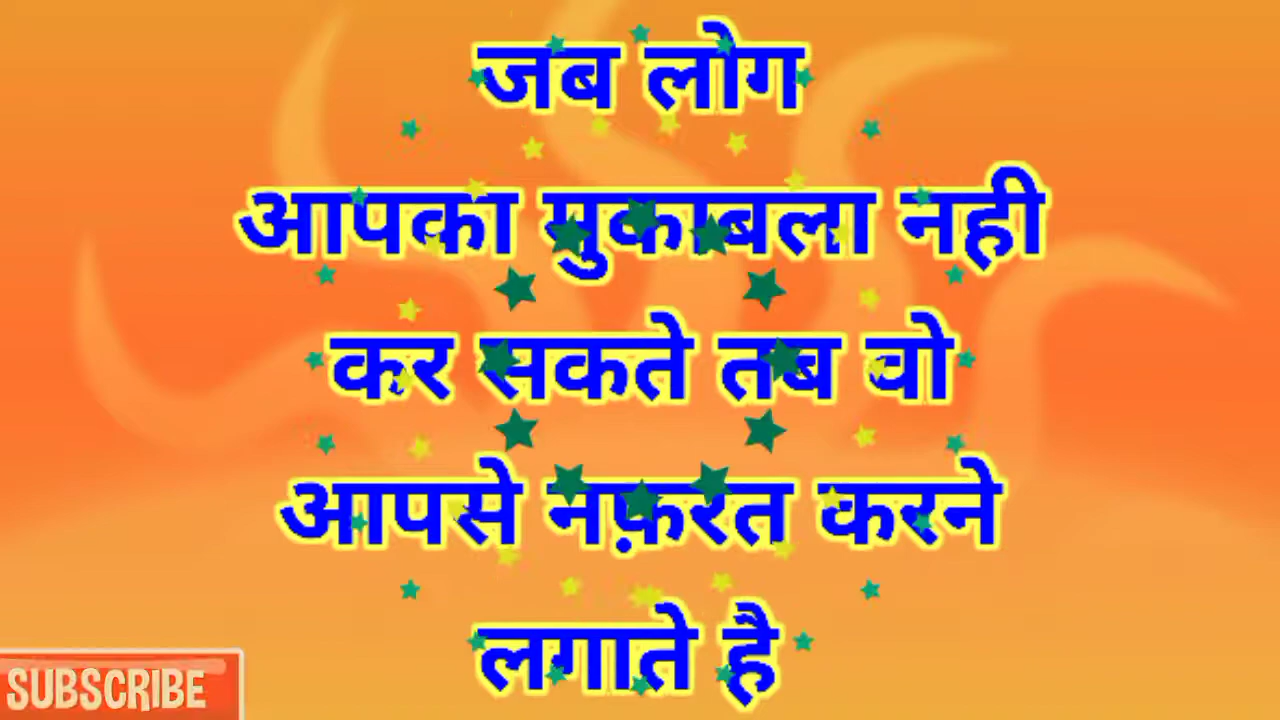 जब लोग
आपका मुकाबला नही
कर सकते तब वो
आपसे नफ़रत करने
लगाते है
SUBSCRIBE